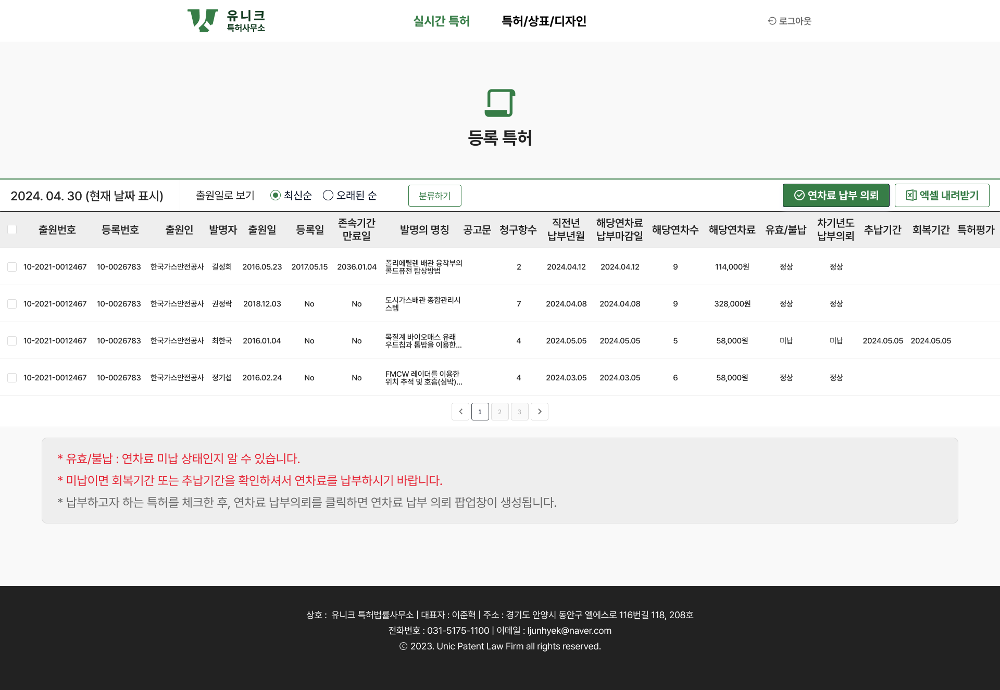 유니크
특허사무소
실시간 특허
특허/상표/디자인
로그아웃
등록 특허
2024. 04. 30 (현재 날짜 표시)
출원일로 보기
최신순
오래된 순
분류하기
연차료 납부 의뢰
엑셀 내려받기
출원번호 등록번호 출원인 발명자 출원일 등록일 존속기간 만료일 발명의 명칭 공고문 청구항수 직전년 납부년월 해당연차료 납부마감일 해당연차수 해당연차료 유효/불납 차기년도 납부의뢰 추납기간 회복기간 특허평가
10-2021-0012467 10-0026783 한국가스안전공사 길성회 2016.05.23 2017.05.15 2036.01.04 폴리에틸렌 배관 융착부의 콜드퓨전 탐상방법 2 2024.04.12 2024.04.12 9 114,000원 정상 정상
10-2021-0012467 10-0026783 한국가스안전공사 권정락 2018.12.03 No No 도시가스배관 종합관리시스템 7 2024.04.08 2024.04.08 9 328,000원 정상 정상
10-2021-0012467 10-0026783 한국가스안전공사 최한국 2016.01.04 No No 목질계 바이오매스 유래 우드칩과 톱밥을 이용한... 4 2024.05.05 2024.05.05 5 58,000원 미납 미납 2024.05.05 2024.05.05
10-2021-0012467 10-0026783 한국가스안전공사 정기섭 2016.02.24 No No FMCW 레이더를 이용한 위치 추적 및 호흡(심박)... 4 2024.03.05 2024.03.05 6 58,000원 정상 정상
1 2 3
* 유효/불납 : 연차료 미납 상태인지 알 수 있습니다.
* 미납이면 회복기간 또는 추납기간을 확인하셔서 연차료를 납부하시기 바랍니다.
* 납부하고자 하는 특허를 체크한 후, 연차료 납부의뢰를 클릭하면 연차료 납부 의뢰 팝업창이 생성됩니다.
상호 : 유니크 특허법률사무소 | 대표자 : 이준혁 | 주소 : 경기도 안양시 동안구 엘에스로 116번길 118, 208호
전화번호 : 031-5175-1100 | 이메일 : ljunhyek@naver.com
ⓒ 2023. Unic Patent Law Firm all rights reserved.